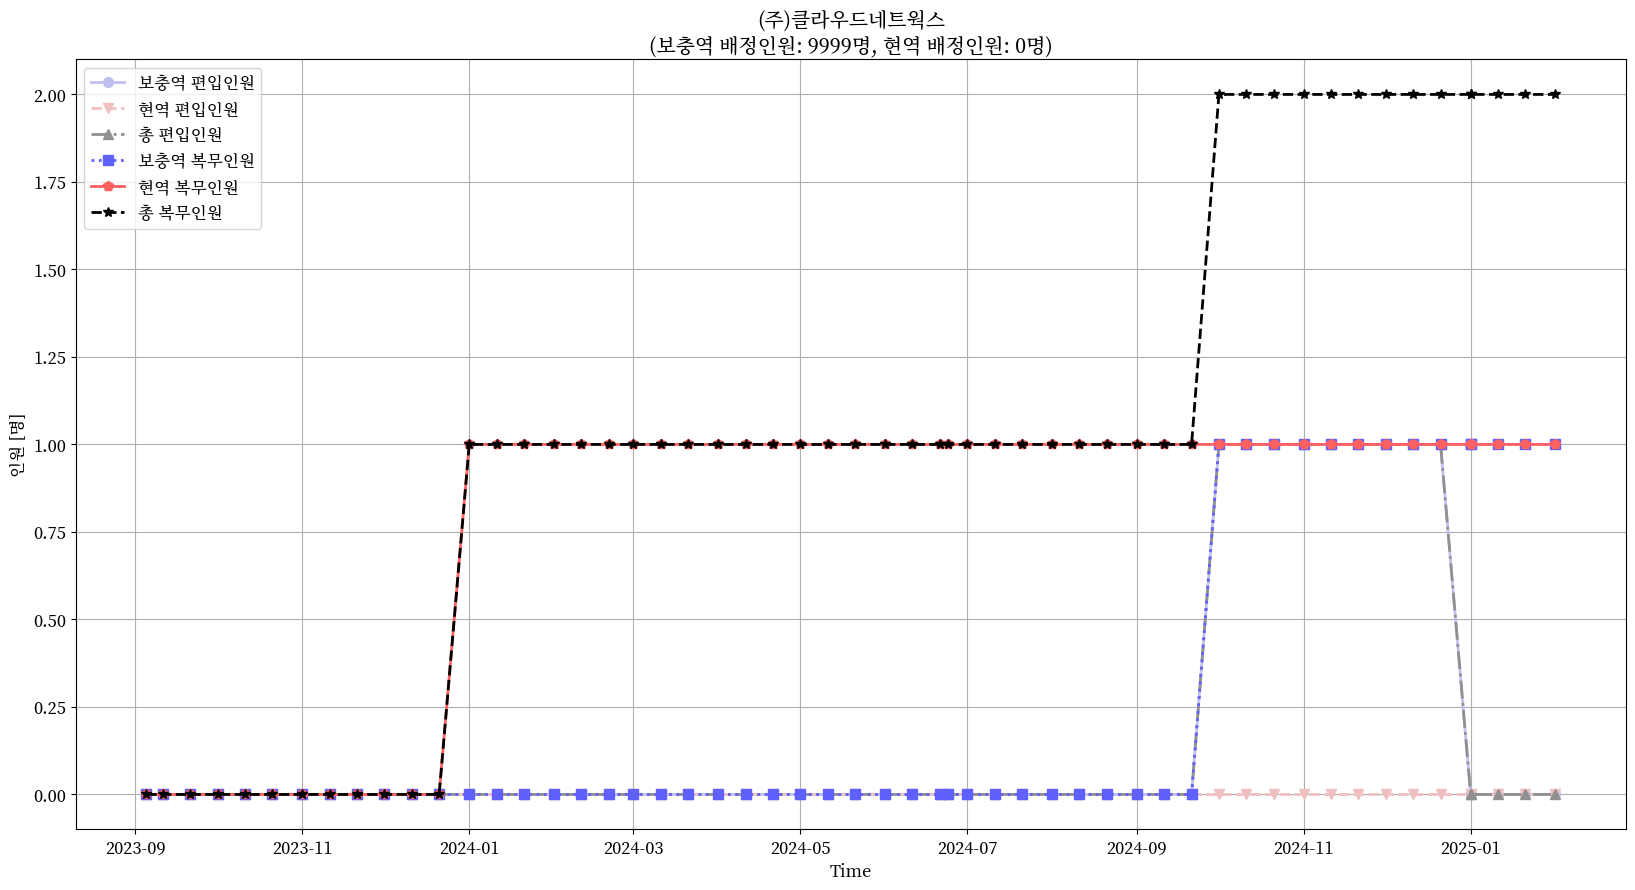 (주)클라우드네트웍스
(보충역 배정인원: 9999명, 현역 배정인원: 0명)
보충역 편입인원
현역 편입인원
총 편입인원
보충역 복무인원
현역 복무인원
총 복무인원
인원 [명]
2.00
1.75
1.50
1.25
1.00
0.75
0.50
0.25
0.00
2023-09 2023-11 2024-01 2024-03 2024-05 2024-07 2024-09 2024-11 2025-01
Time